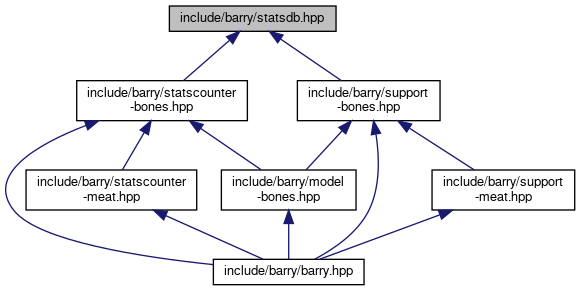 include/barry/statsdb.hpp
include/barry/statscounter
-bones.hpp
include/barry/support
-bones.hpp
include/barry/statscounter
-meat.hpp
include/barry/model
-bones.hpp
include/barry/support
-meat.hpp
include/barry/barry.hpp